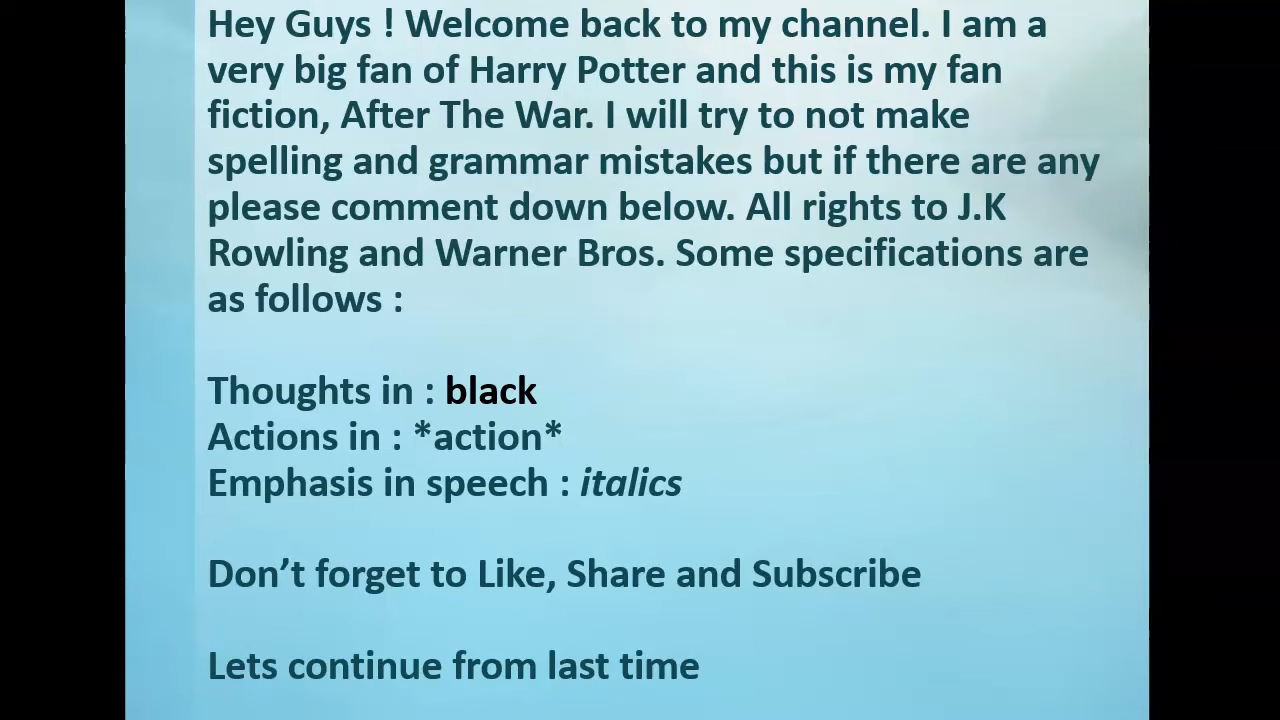 Hey Guys ! Welcome back to my channel. I am a
very big fan of Harry Potter and this is my fan
fiction, After The War. I will try to not make
spelling and grammar mistakes but if there are any
please comment down below. All rights to J.K
Rowling and Warner Bros. Some specifications are
as follows :
Thoughts in : black
Actions in : *action*
Emphasis in speech : italics
Don’t forget to Like, Share and Subscribe
Lets continue from last time